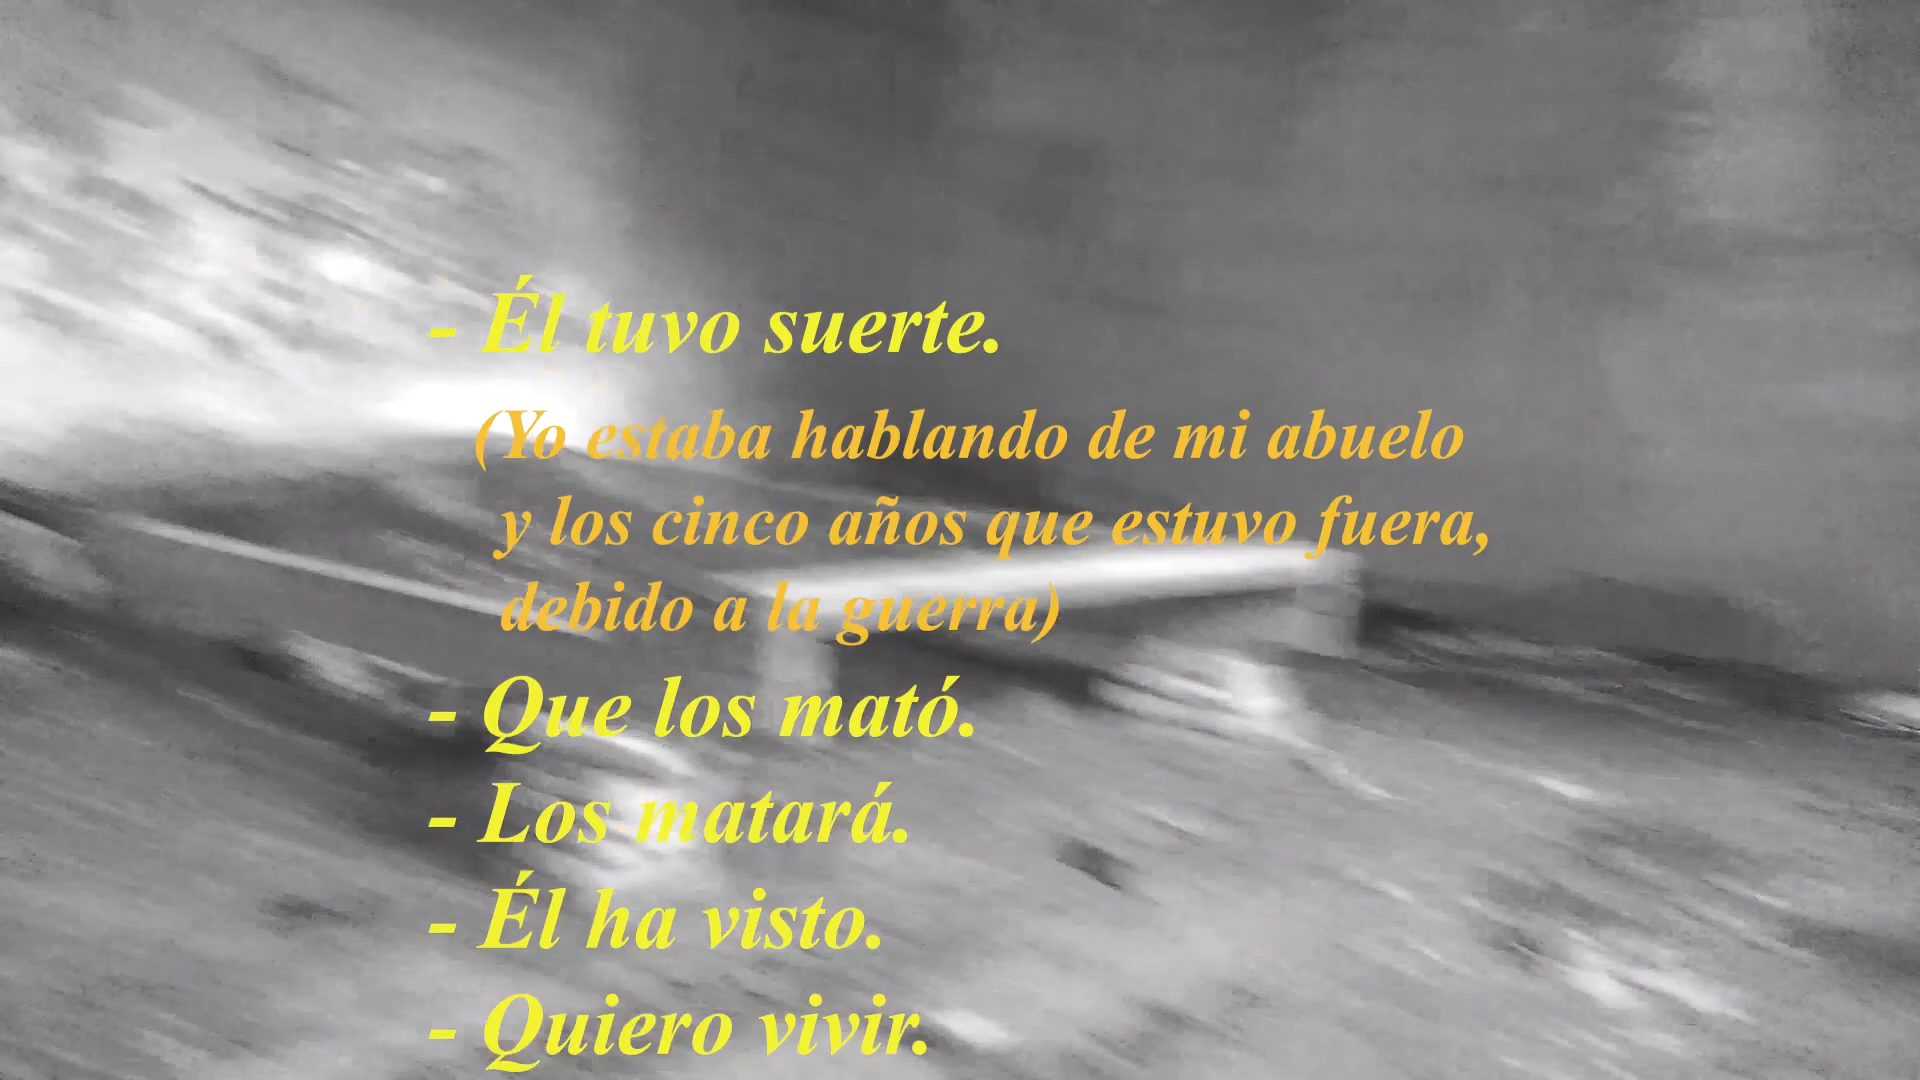 - Él tuvo suerte.
(Yo estaba hablando de mi abuelo
y los cinco años que estuvo fuera,
debido a la guerra)
- Que los mató.
- Los matará.
- Él ha visto.
- Quiero vivir.